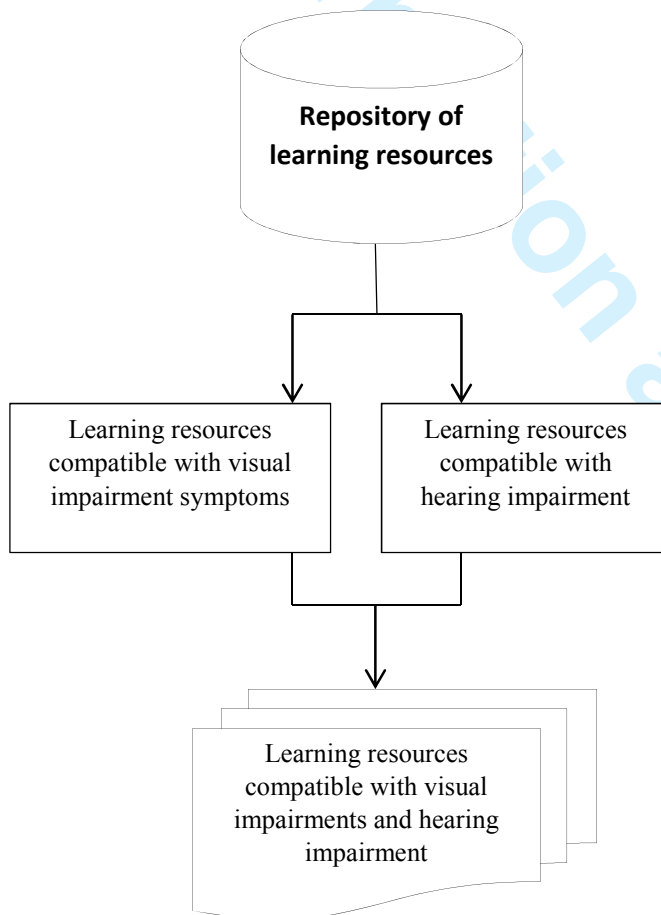 Repository of
learning resources
Learning resources
compatible with visual
impairment symptoms
Learning resources
compatible with
hearing impairment
Learning resources
compatible with visual
impairments and hearing
impairment